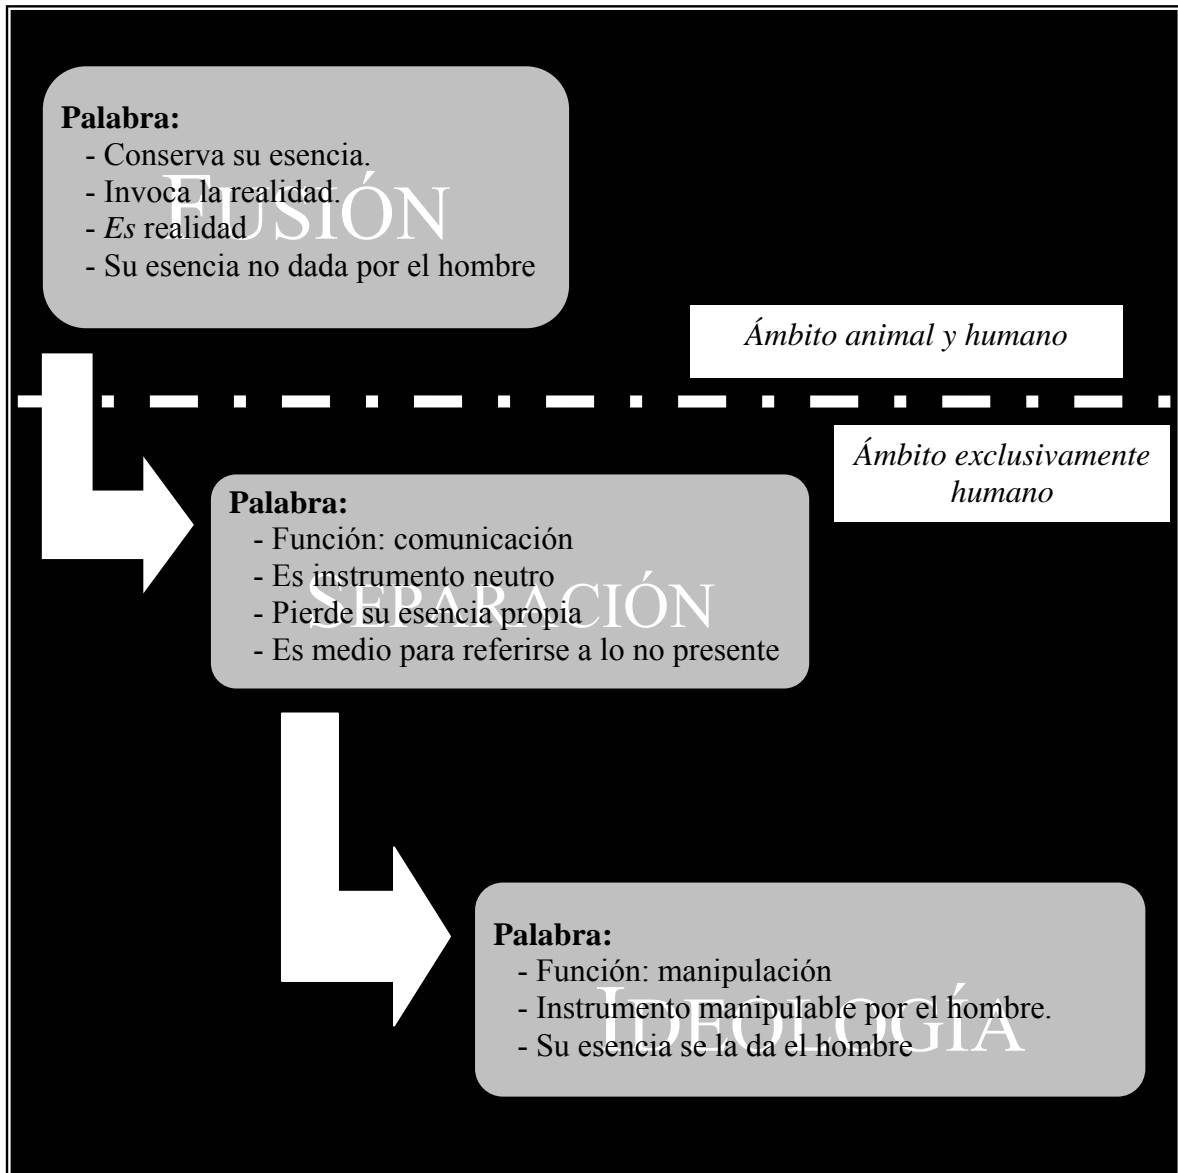 Palabra:
- Conserva su esencia.
- Invoca la realidad.
- Es realidad
- Su esencia no dada por el hombre
FUSIÓN
Ámbito animal y humano
Ámbito exclusivamente
humano
Palabra:
- Función: comunicación
- Es instrumento neutro
- Pierde su esencia propia
- Es medio para referirse a lo no presente
SEPARACIÓN
Palabra:
- Función: manipulación
- Instrumento manipulable por el hombre.
- Su esencia se la da el hombre
IDEOLOGÍA